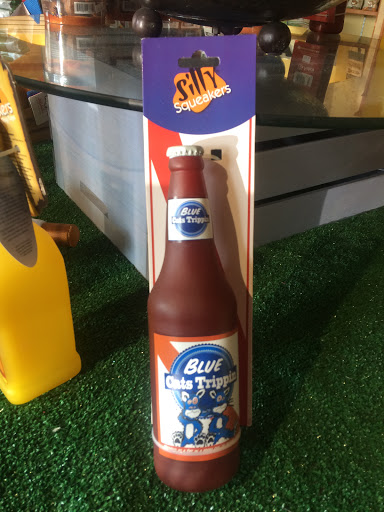 Silly
Squeakers
BLUE
Cats Trippin
BLUE
Cats Trippin